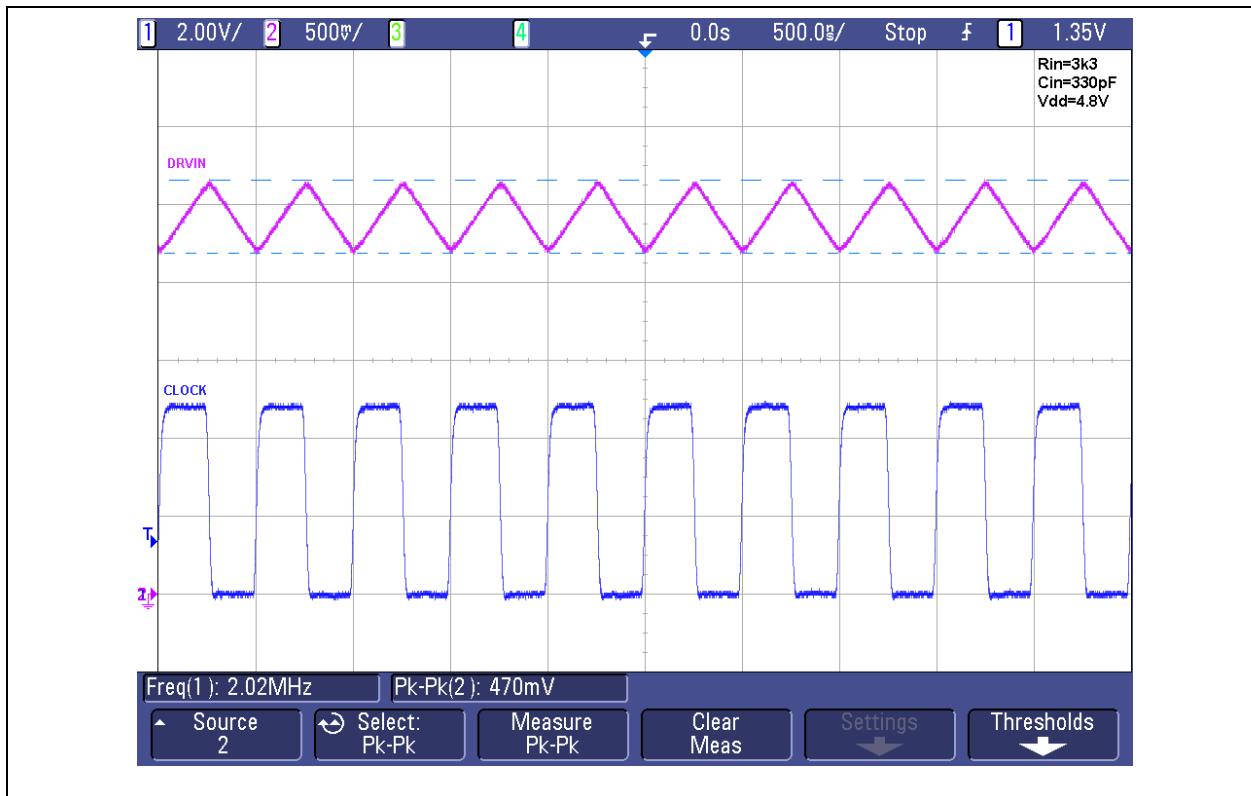 1 2.00V/ 2 500mV/ 3 4 0.0s 500.0ns/ Stop 1 1.35V
Rin=3k3
Cin=330pF
Vdd=4.8V
DRVIN
CLOCK
T
Freq(1): 2.02MHz Pk-Pk(2): 470mV
Source
2
Select:
Pk-Pk
Measure
Pk-Pk
Clear
Meas
Settings
Thresholds